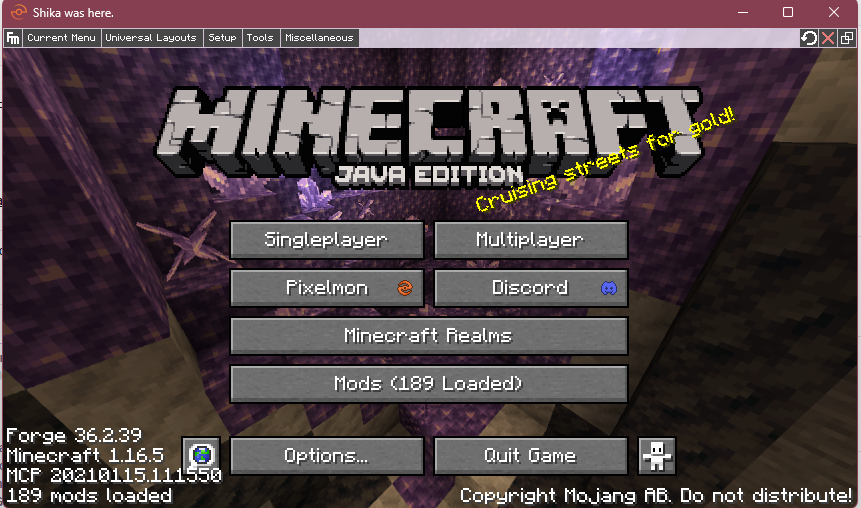 Shika was here.
Fm Current Menu Universal Layouts Setup Tools Miscellaneous
MINECRAFT
JAVA EDITION
Cruising streets for gold!
Singleplayer Multiplayer
Pixelmon Discord
Minecraft Realms
Mods (189 Loaded)
Options... Quit Game
Forge 36.2.39
Minecraft 1.16.5
MCP 20210115.111550
189 mods loaded
Copyright Mojang AB. Do not distribute!